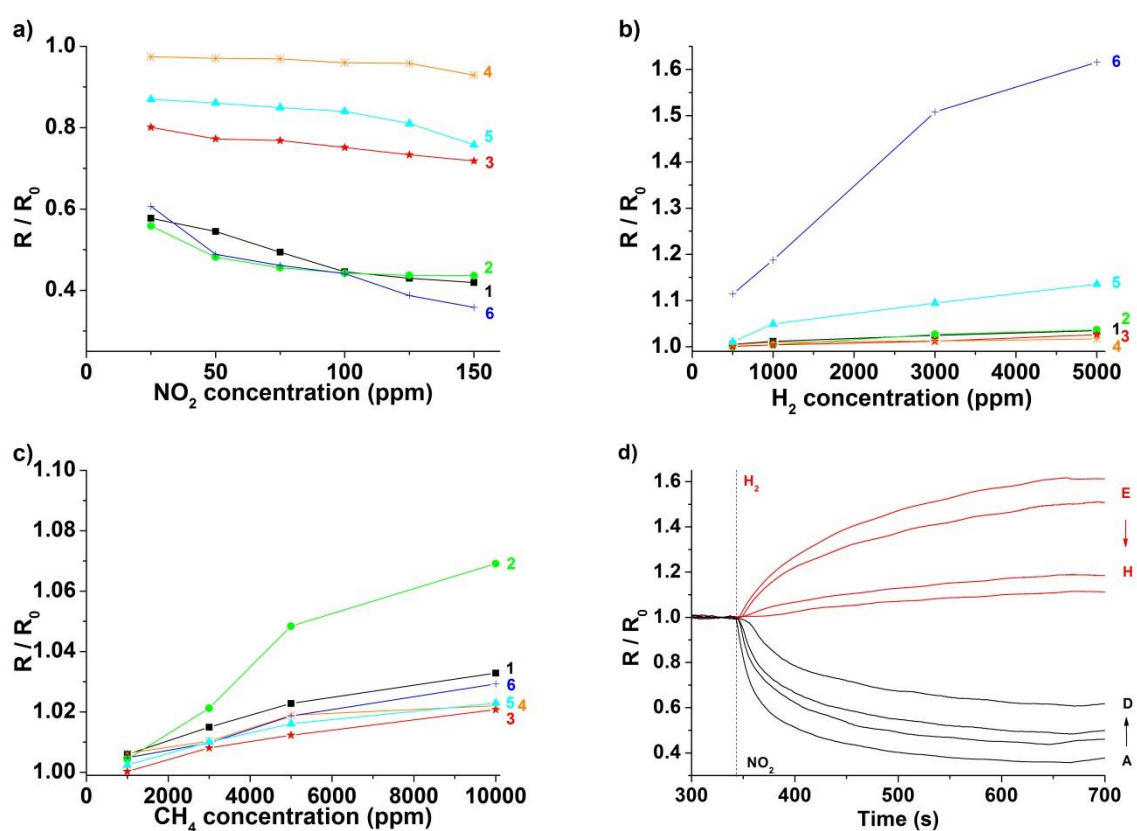 a)
1.0
0.8
0.6
0.4
R / R₀
4
5
3
2
1
6
0 50 100 150
NO₂ concentration (ppm)
b)
1.6
1.5
1.4
1.3
1.2
1.1
1.0
R / R₀
6
5
2
1
3
4
0 1000 2000 3000 4000 5000
H₂ concentration (ppm)
c)
1.10
1.08
1.06
1.04
1.02
1.00
R / R₀
2
1
6
5 4
3
0 2000 4000 6000 8000 10000
CH₄ concentration (ppm)
d)
1.6
1.4
1.2
1.0
0.8
0.6
0.4
R / R₀
H₂
E
H
D
A
NO₂
300 400 500 600 700
Time (s)